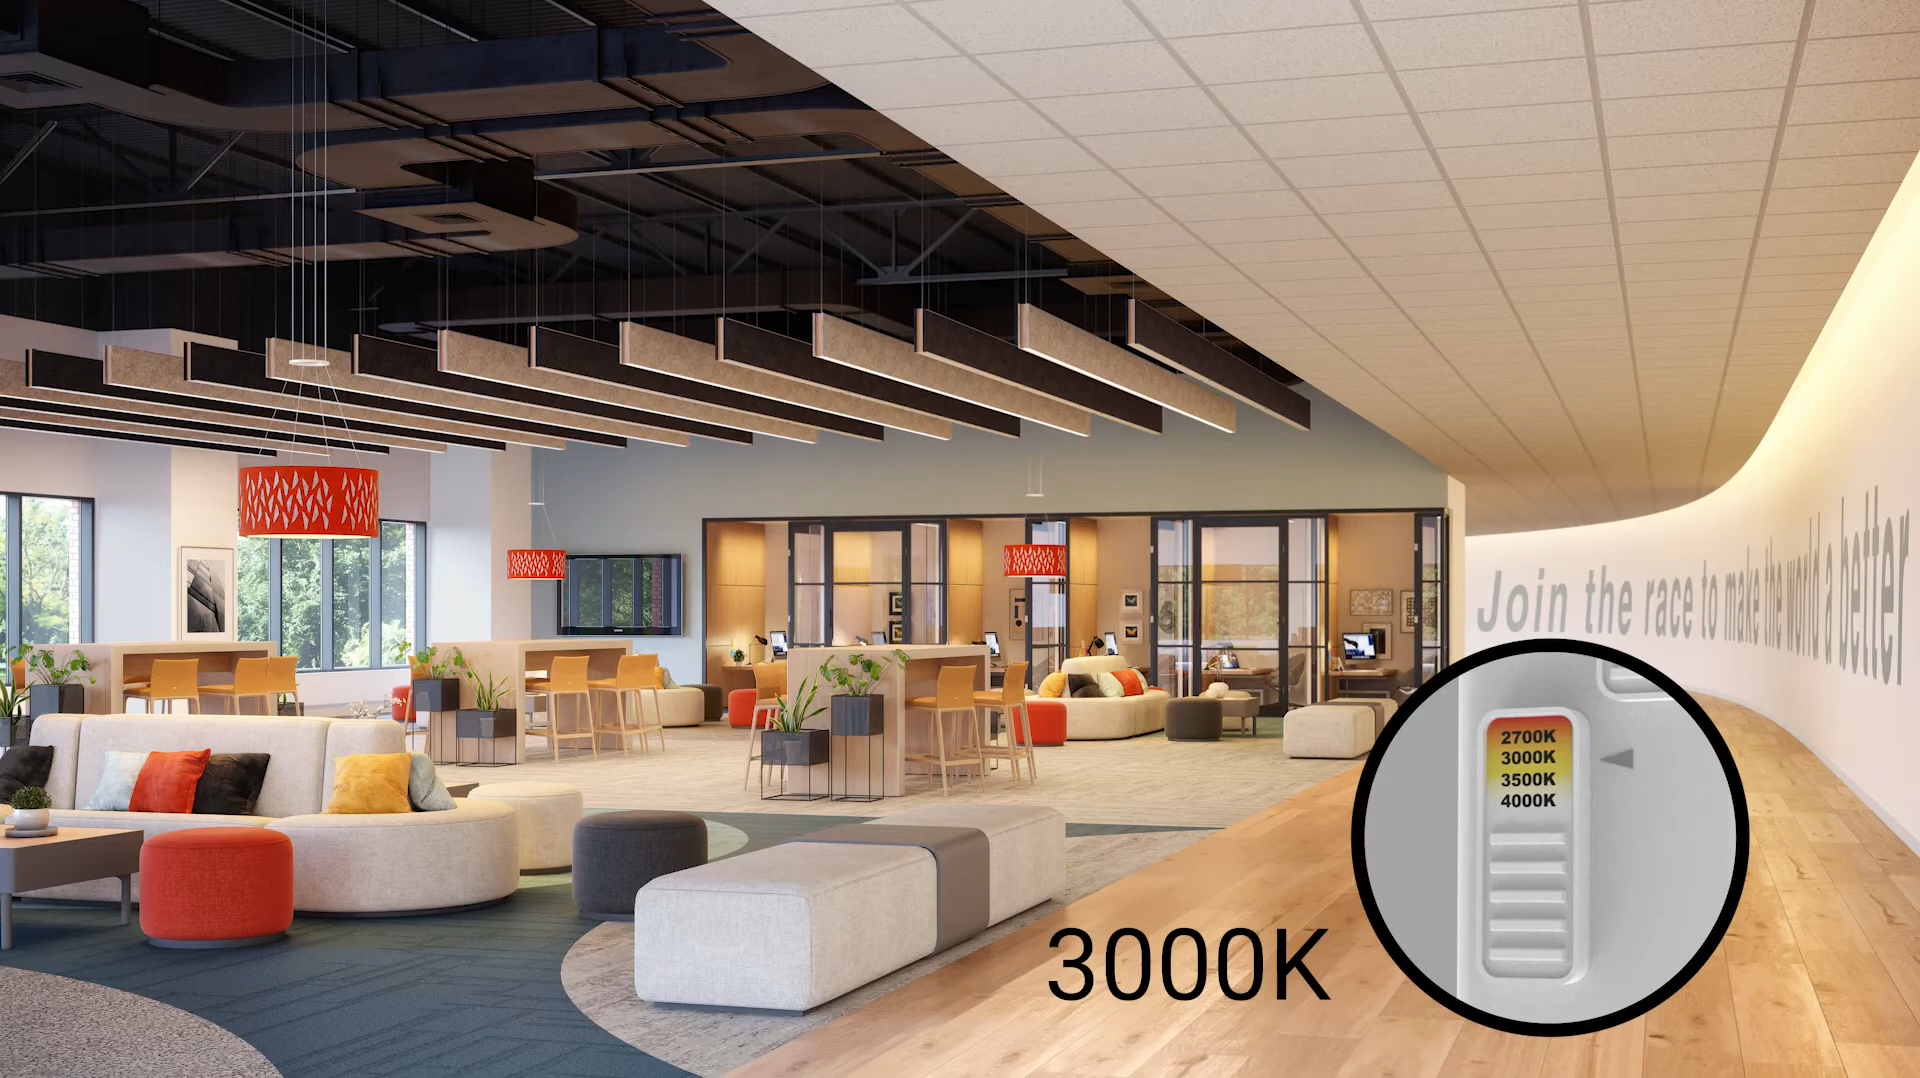 Join the race to make the world a better
2700K
3000K
3500K
4000K
3000K